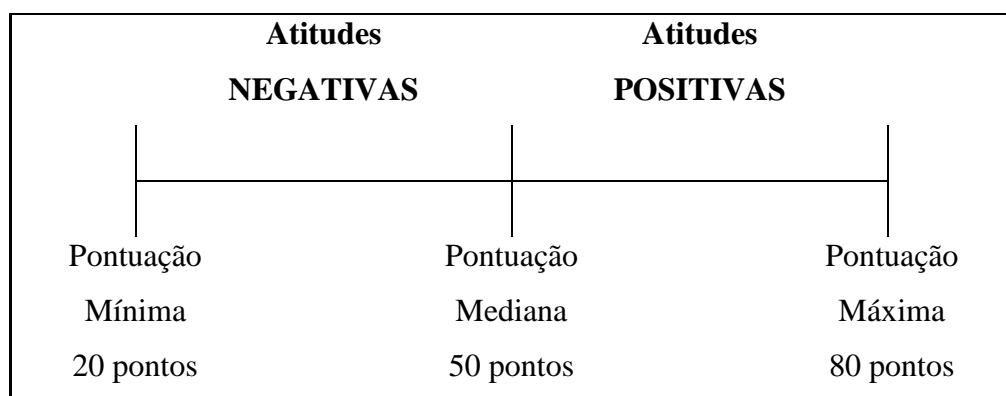 Atitudes Atitudes
NEGATIVAS POSITIVAS
Pontuação Pontuação Pontuação
Mínima Mediana Máxima
20 pontos 50 pontos 80 pontos